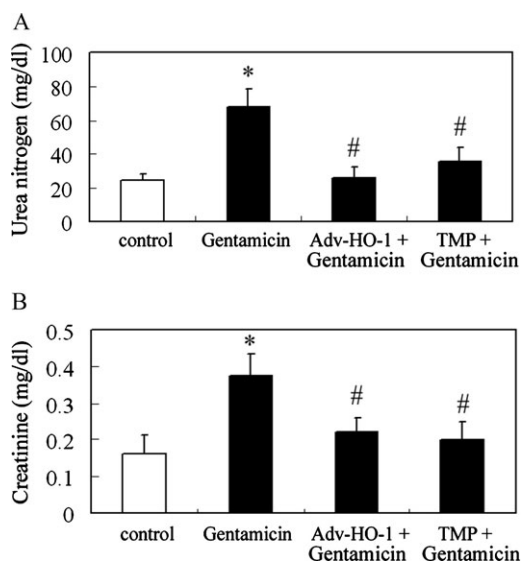 A
Urea nitrogen (mg/dl)
100
80
60
40
20
0
*
#
#
control
Gentamicin
Adv-HO-1 +
Gentamicin
TMP +
Gentamicin
B
Creatinine (mg/dl)
0.5
0.4
0.3
0.2
0.1
0
*
#
#
control
Gentamicin
Adv-HO-1 +
Gentamicin
TMP +
Gentamicin